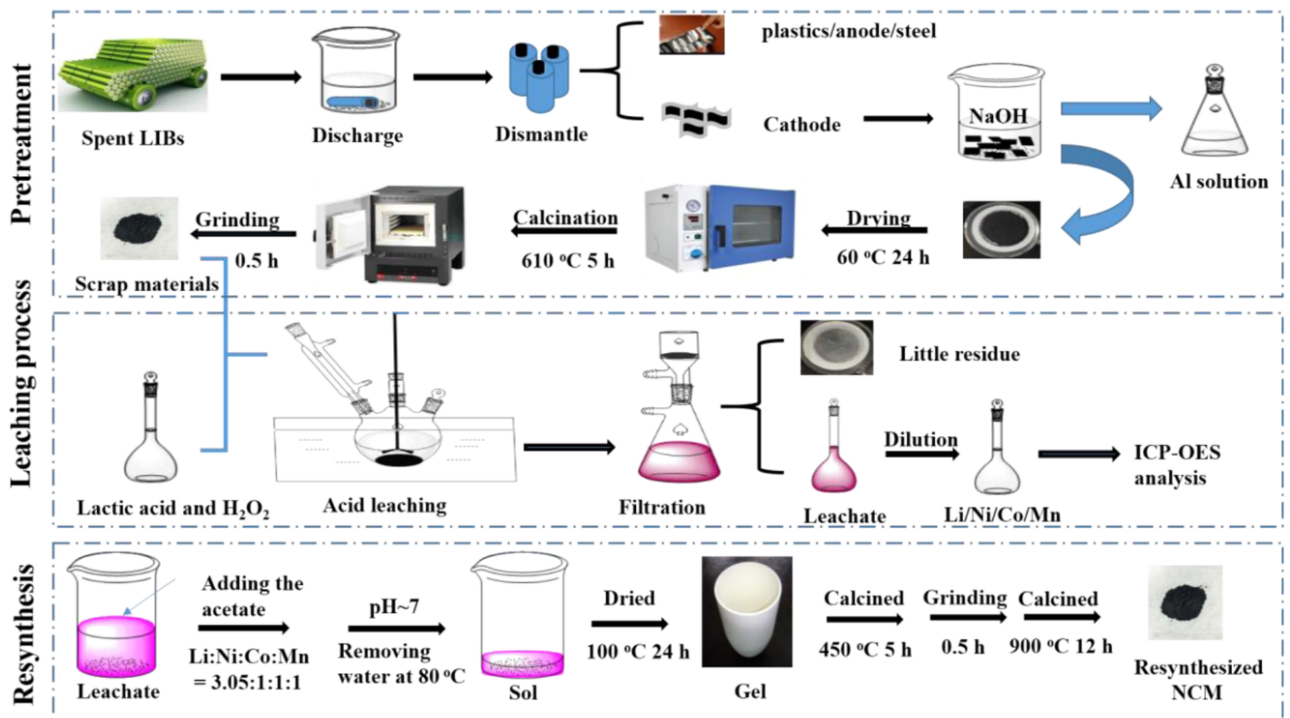 Pretreatment
Spent LIBs
Discharge
Dismantle
plastics/anode/steel
Cathode
NaOH
Al solution
Drying
60 °C 24 h
Calcination
610 °C 5 h
Grinding
0.5 h
Scrap materials
Leaching process
Lactic acid and H₂O₂
Acid leaching
Filtration
Little residue
Leachate
Dilution
Li/Ni/Co/Mn
ICP-OES
analysis
Resynthesis
Leachate
Adding the
acetate
Li:Ni:Co:Mn
= 3.05:1:1:1
pH~7
Removing
water at 80 °C
Sol
Dried
100 °C 24 h
Gel
Calcined
450 °C 5 h
Grinding
0.5 h
Calcined
900 °C 12 h
Resynthesized
NCM